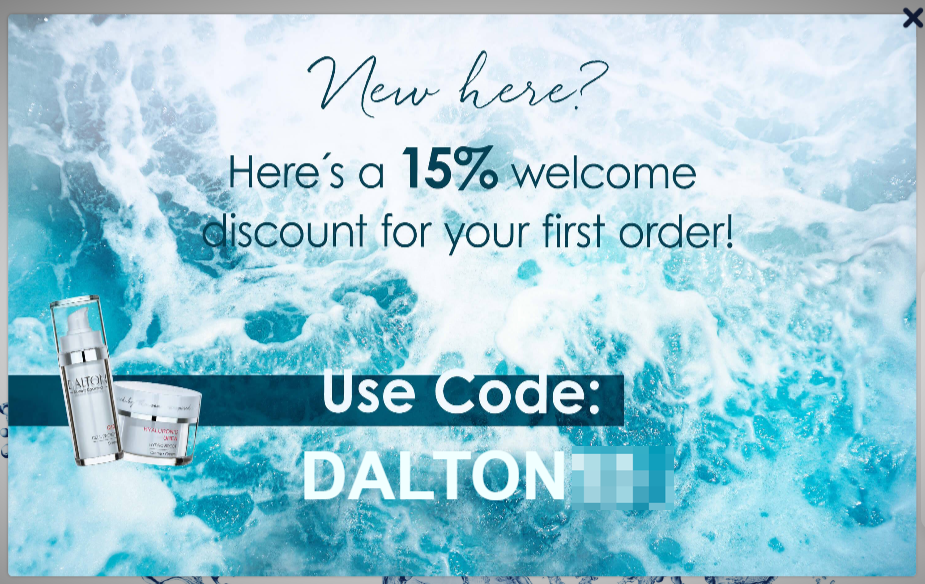 New here?
Here´s a 15% welcome
discount for your first order!
Use Code:
DALTON